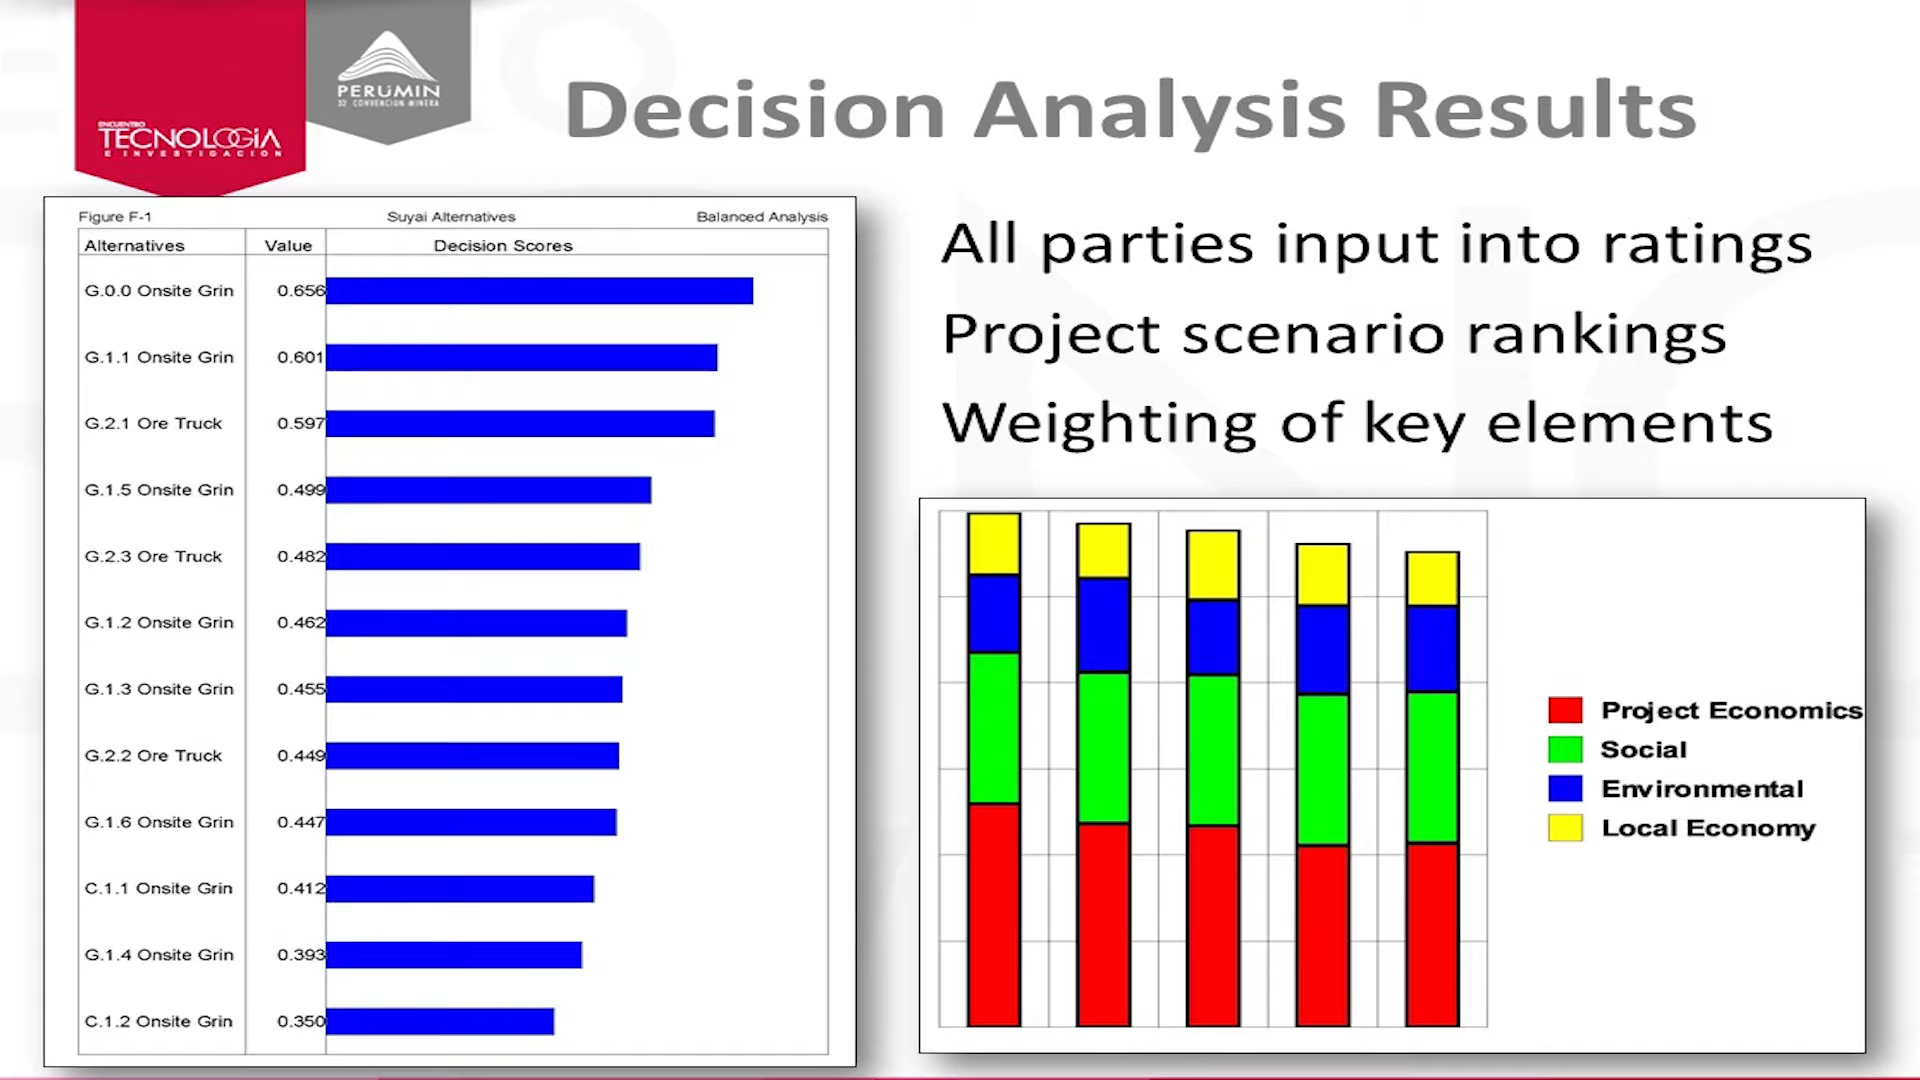 ENCUENTRO
TECNOLOGIA
E INVESTIGACION
PERUMIN
32 CONVENCION MINERA
Decision Analysis Results
Figure F-1 Suyai Alternatives Balanced Analysis
Alternatives Value Decision Scores
G.0.0 Onsite Grin 0.656
G.1.1 Onsite Grin 0.601
G.2.1 Ore Truck 0.597
G.1.5 Onsite Grin 0.499
G.2.3 Ore Truck 0.482
G.1.2 Onsite Grin 0.462
G.1.3 Onsite Grin 0.455
G.2.2 Ore Truck 0.449
G.1.6 Onsite Grin 0.447
C.1.1 Onsite Grin 0.412
G.1.4 Onsite Grin 0.393
C.1.2 Onsite Grin 0.350
All parties input into ratings
Project scenario rankings
Weighting of key elements
Project Economics
Social
Environmental
Local Economy